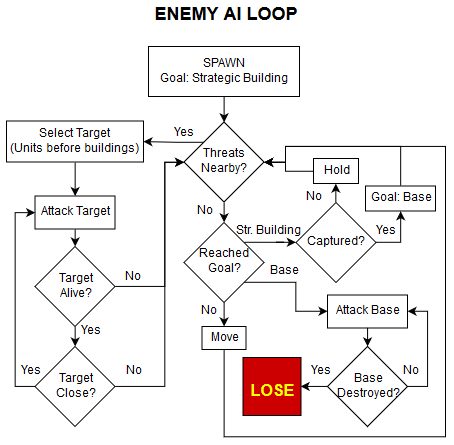 ENEMY AI LOOP
SPAWN
Goal: Strategic Building
Select Target
(Units before buildings)
Yes
Threats
Nearby?
Hold
Attack Target
No
Goal: Base
No
Str. Building
Captured?
Yes
Reached
Goal?
Target
Alive?
No
Base
Yes
No
Attack Base
Move
Yes
Target
Close?
No
LOSE
Yes
Base
Destroyed?
No